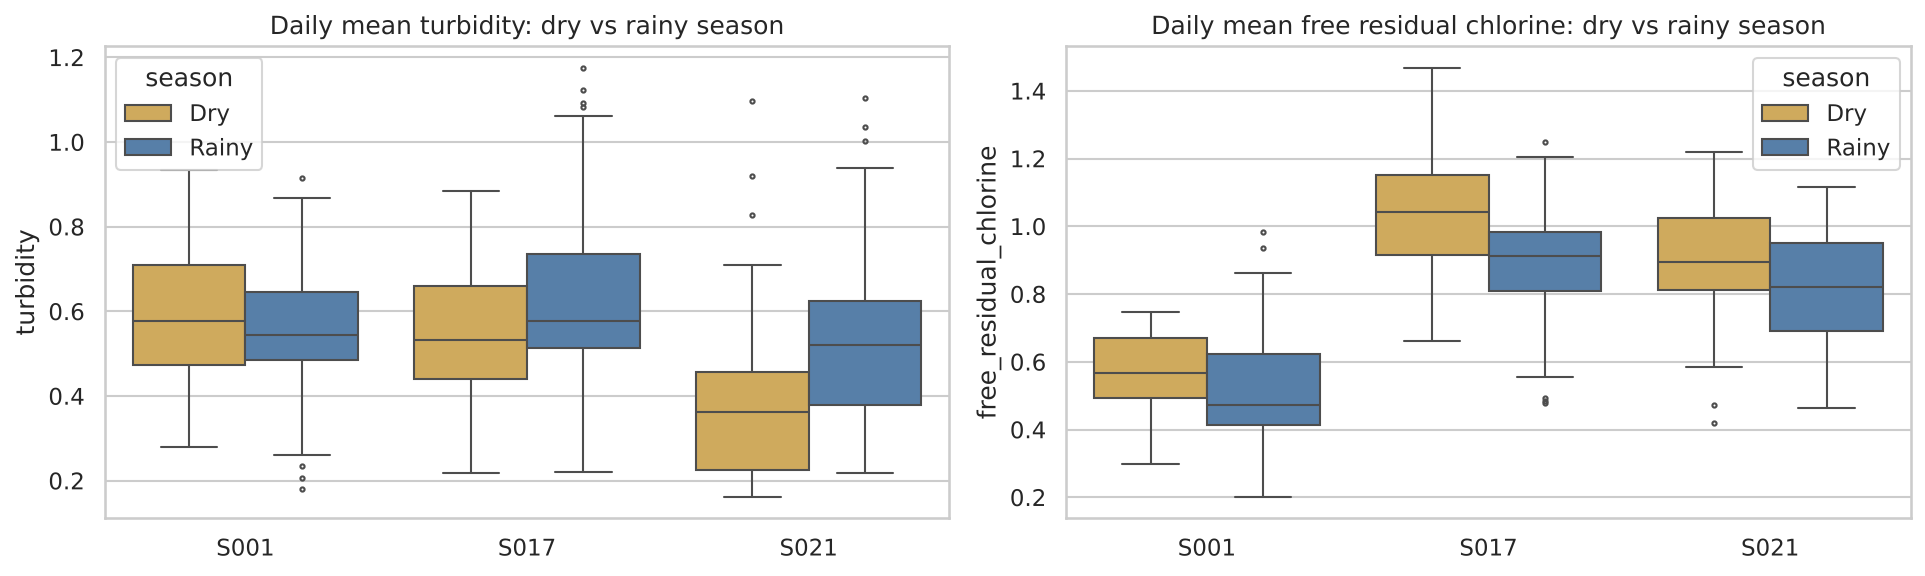 Daily mean turbidity: dry vs rainy season
turbidity
1.2
1.0
0.8
0.6
0.4
0.2
season
Dry
Rainy
S001
S017
S021
Daily mean free residual chlorine: dry vs rainy season
free_residual_chlorine
1.4
1.2
1.0
0.8
0.6
0.4
0.2
season
Dry
Rainy
S001
S017
S021